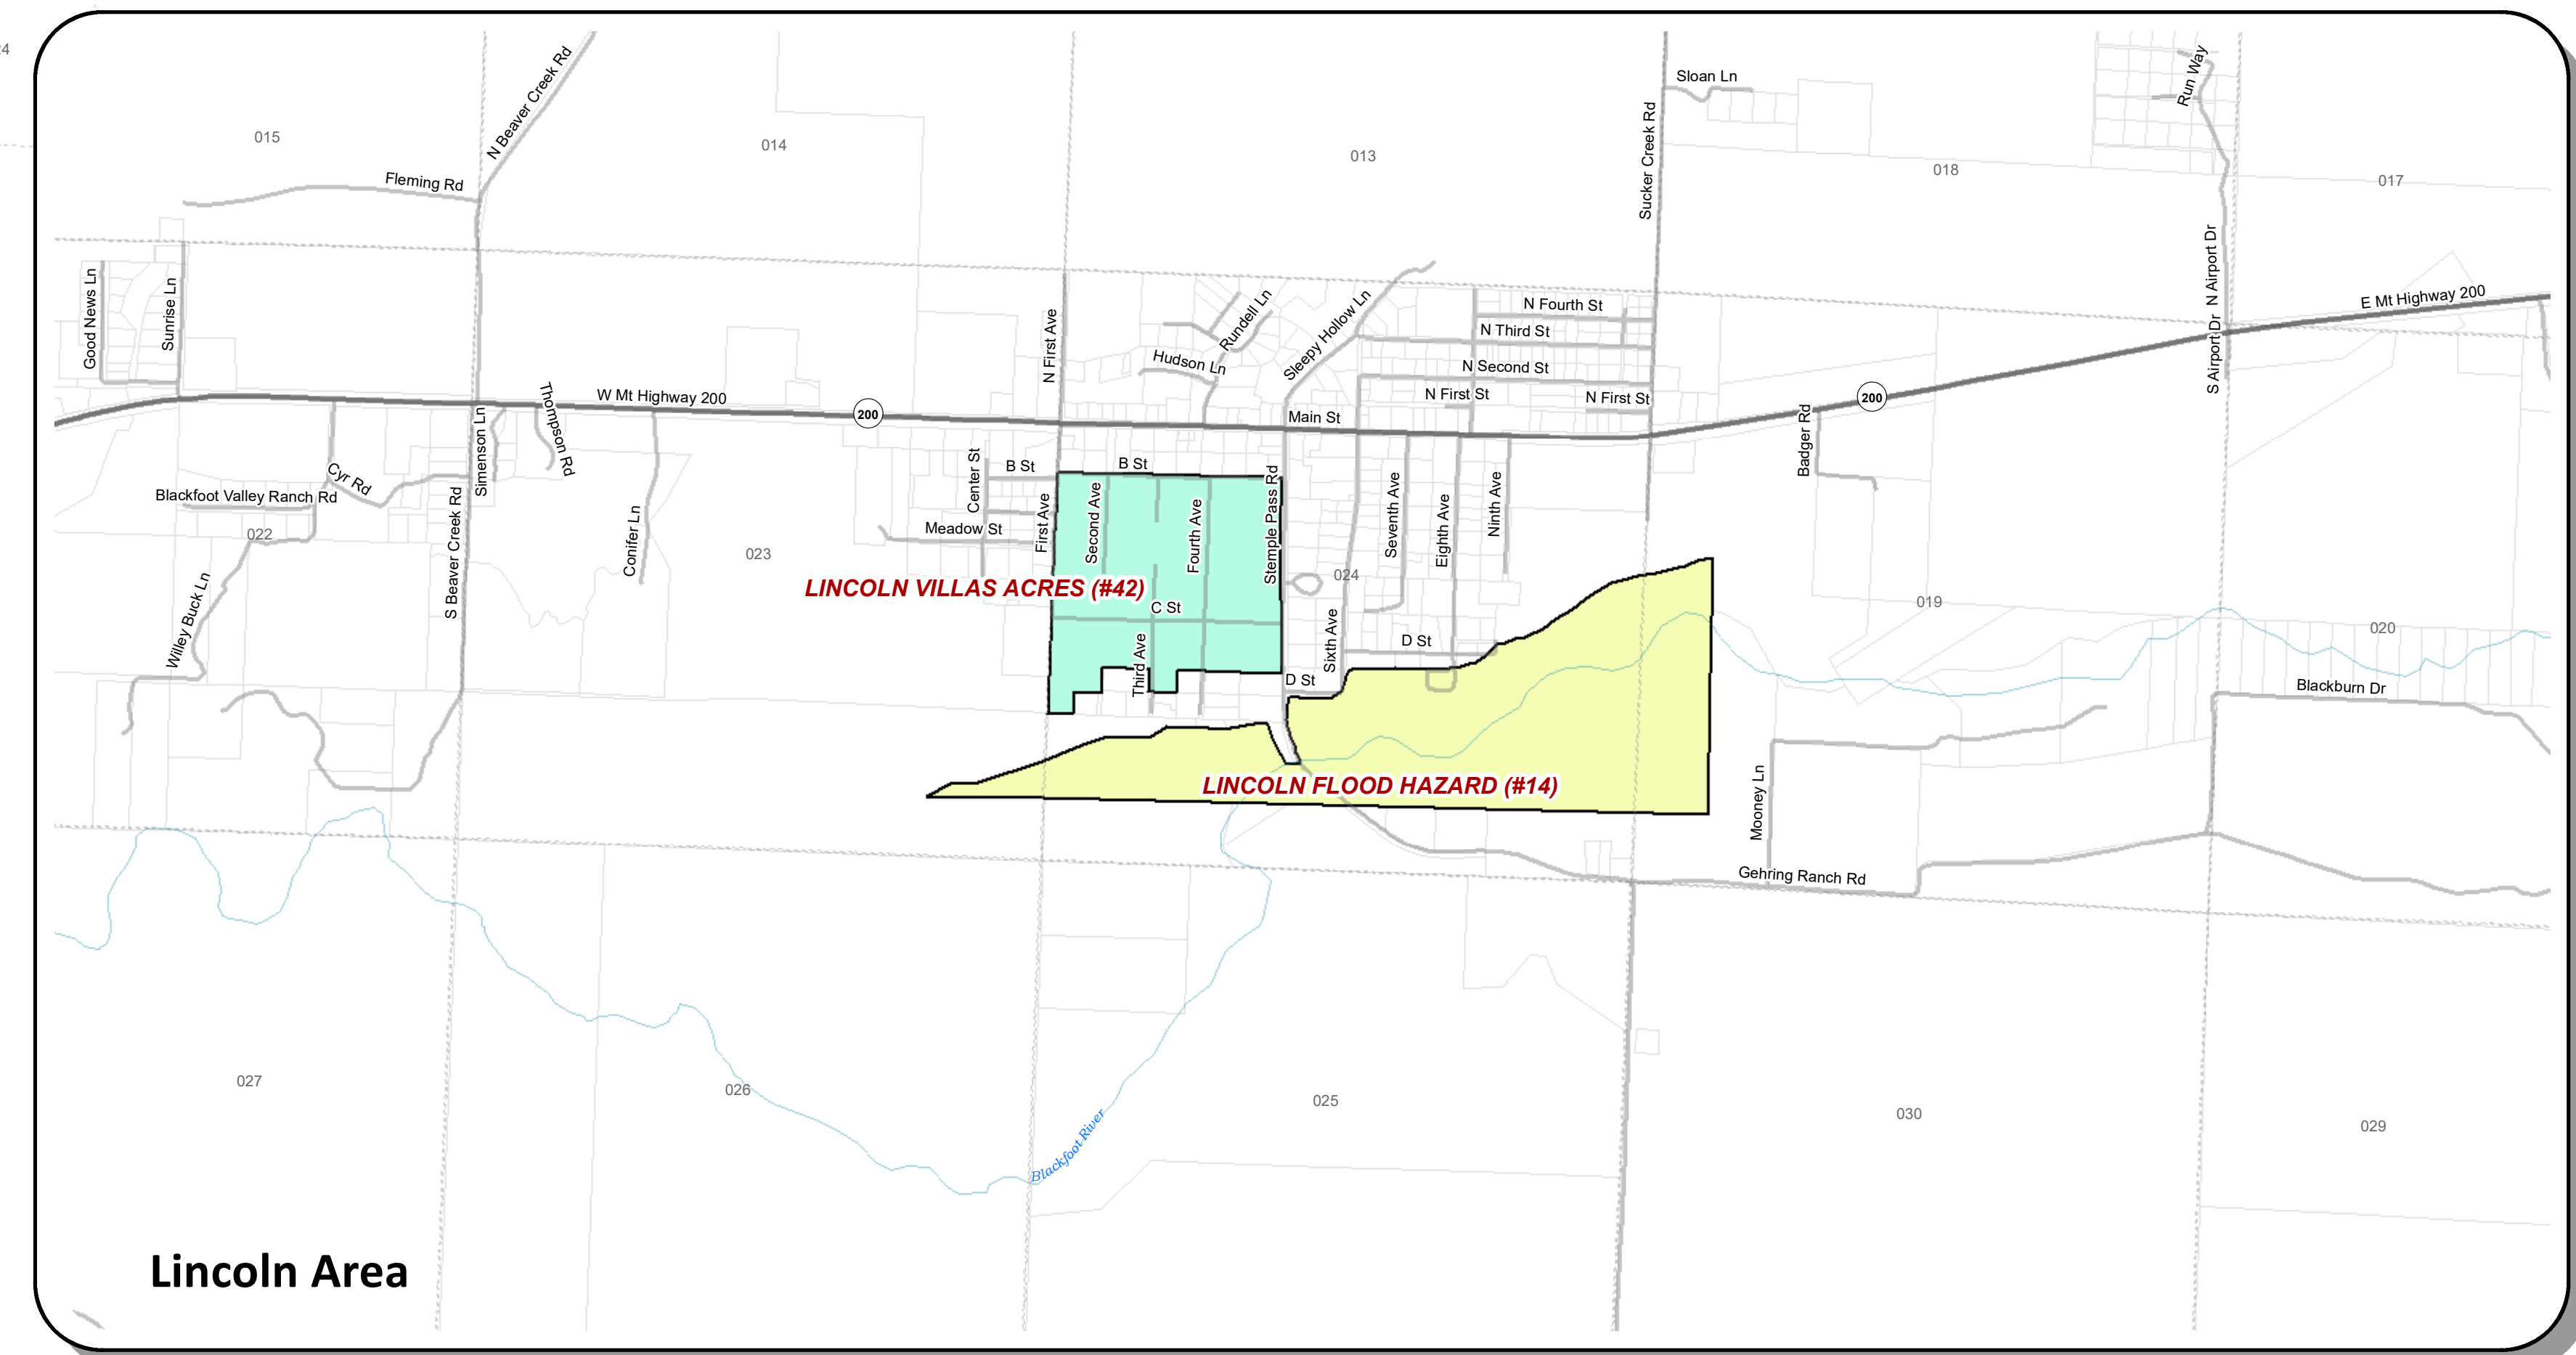 24
Sloan Ln
Run Way
N Beaver Creek Rd
015
014
013
018
017
Fleming Rd
Sucker Creek Rd
Good News Ln
Sunrise Ln
N First Ave
Rundell Ln
Hudson Ln
Sleepy Hollow Ln
N Fourth St
N Third St
N Second St
N First St
N First St
N Airport Dr
S Airport Dr
E Mt Highway 200
W Mt Highway 200
200
Main St
200
Thompson Rd
Simenson Ln
Cyr Rd
Blackfoot Valley Ranch Rd
022
S Beaver Creek Rd
Conifer Ln
Willey Buck Ln
023
Center St
B St
B St
Meadow St
First Ave
Second Ave
Fourth Ave
Stemple Pass Rd
Seventh Ave
Eighth Ave
Ninth Ave
Badger Rd
024
LINCOLN VILLAS ACRES (#42)
C St
Third Ave
Sixth Ave
D St
D St
019
020
Blackburn Dr
LINCOLN FLOOD HAZARD (#14)
Mooney Ln
Gehring Ranch Rd
027
026
025
030
029
Blackfoot River
Lincoln Area